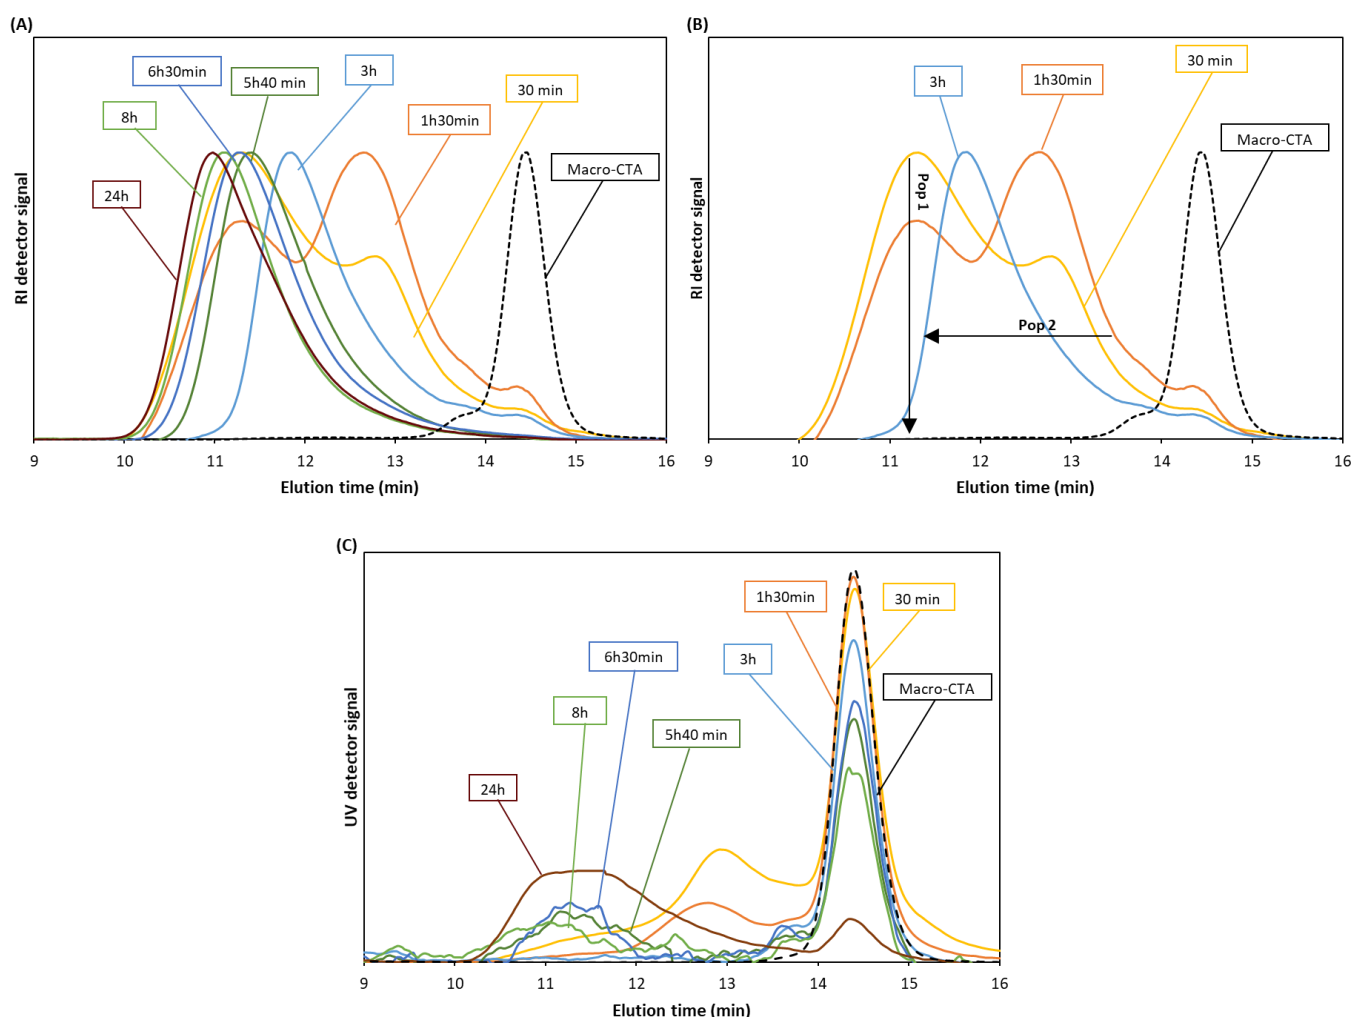 (A)
6h30min
5h40 min
3h
30 min
8h
1h30min
Macro-CTA
24h
RI detector signal
9 10 11 12 13 14 15 16
Elution time (min)
(B)
30 min
3h
1h30min
Macro-CTA
Pop 1
Pop 2
RI detector signal
9 10 11 12 13 14 15 16
Elution time (min)
(C)
1h30min
30 min
6h30min
3h
Macro-CTA
8h
5h40 min
24h
UV detector signal
9 10 11 12 13 14 15 16
Elution time (min)